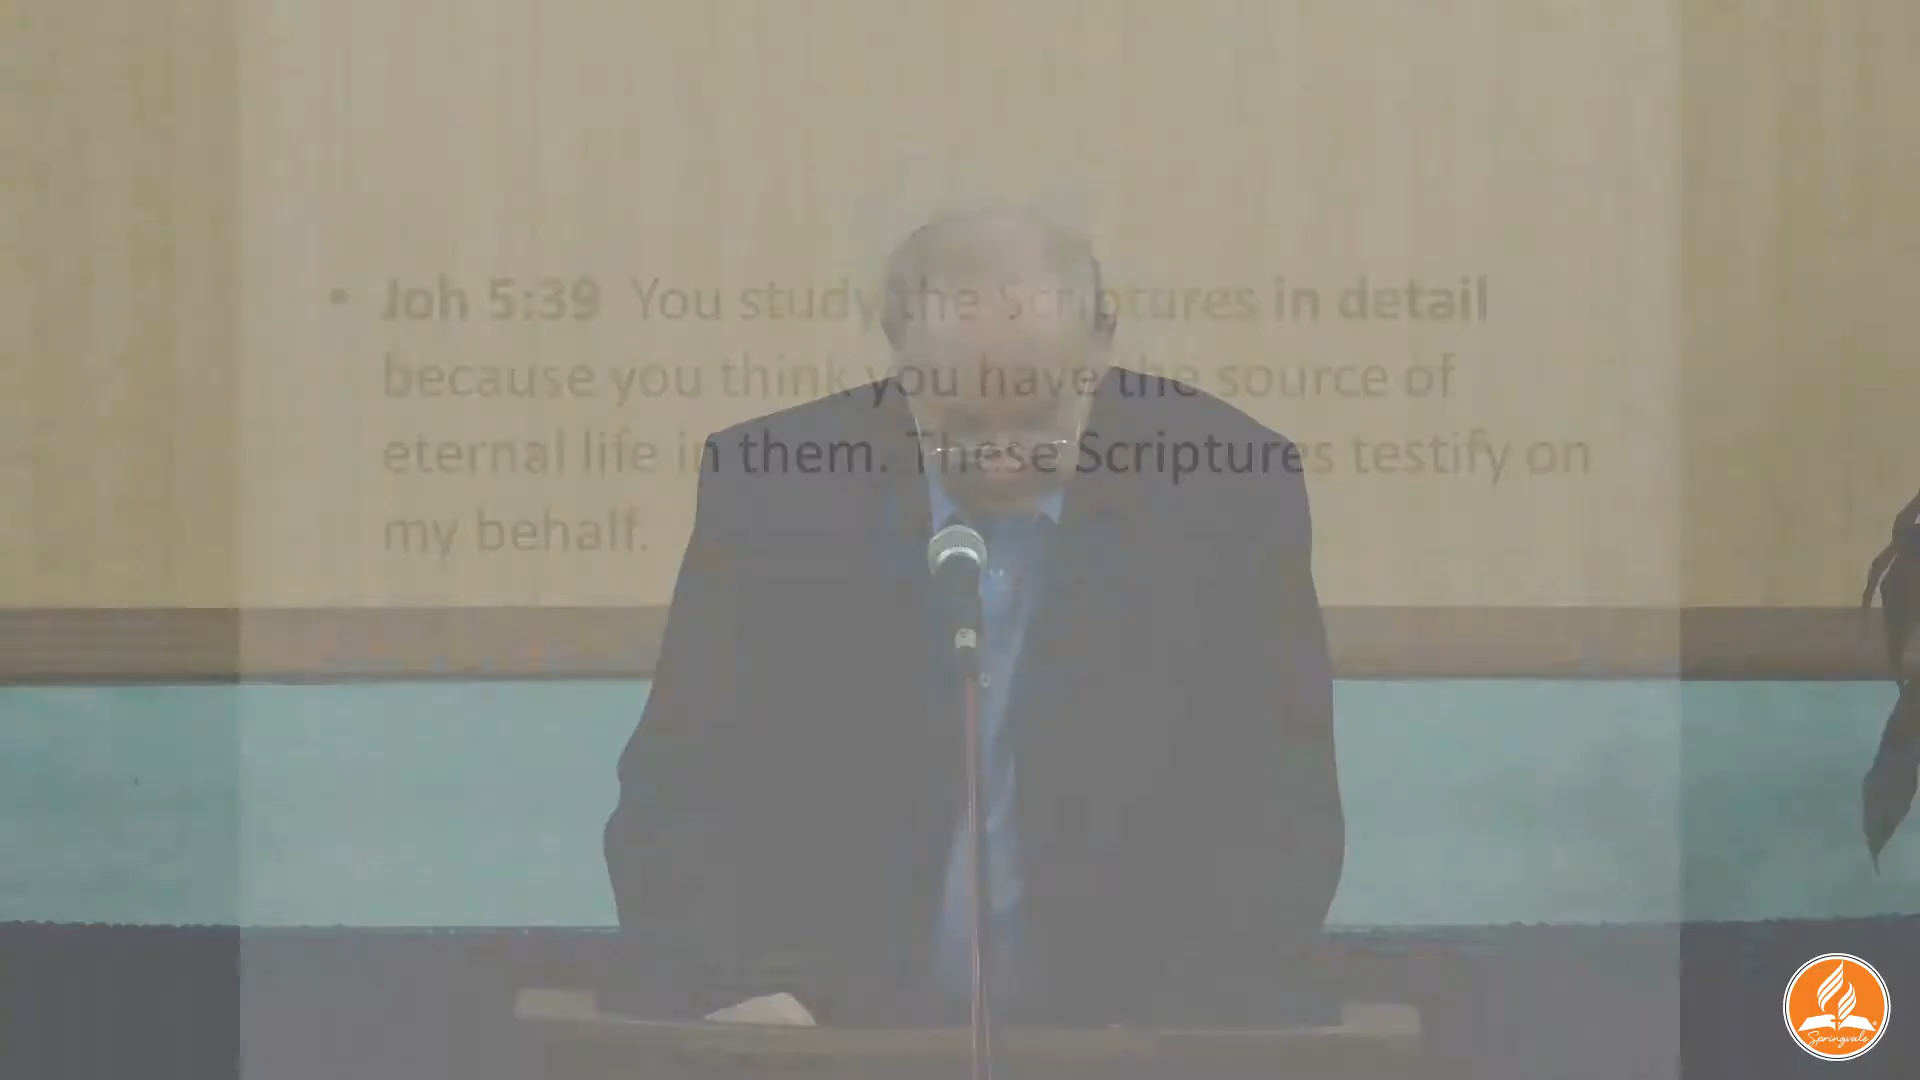 • Joh 5:39 You study the Scriptures in detail
because you think you have the source of
eternal life in them. These Scriptures testify on
my behalf.
Springvale